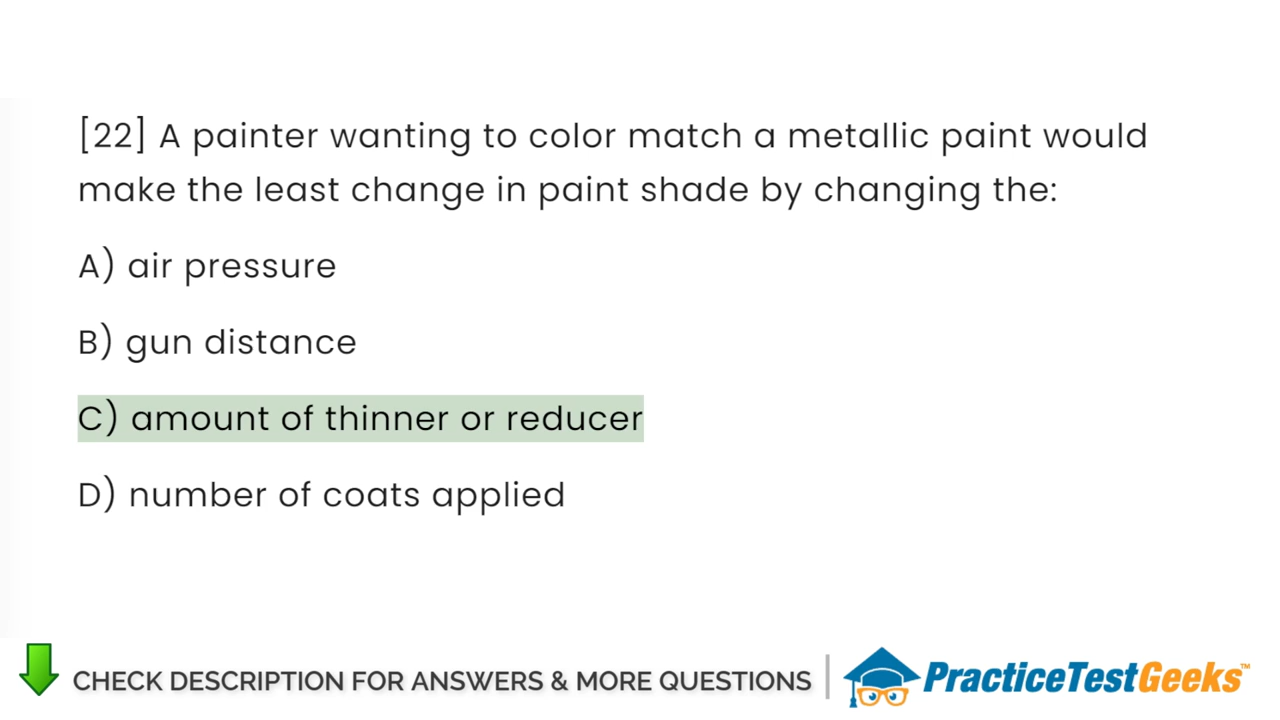 [22] A painter wanting to color match a metallic paint would
make the least change in paint shade by changing the:
A) air pressure
B) gun distance
C) amount of thinner or reducer
D) number of coats applied
CHECK DESCRIPTION FOR ANSWERS & MORE QUESTIONS
PracticeTestGeeks™